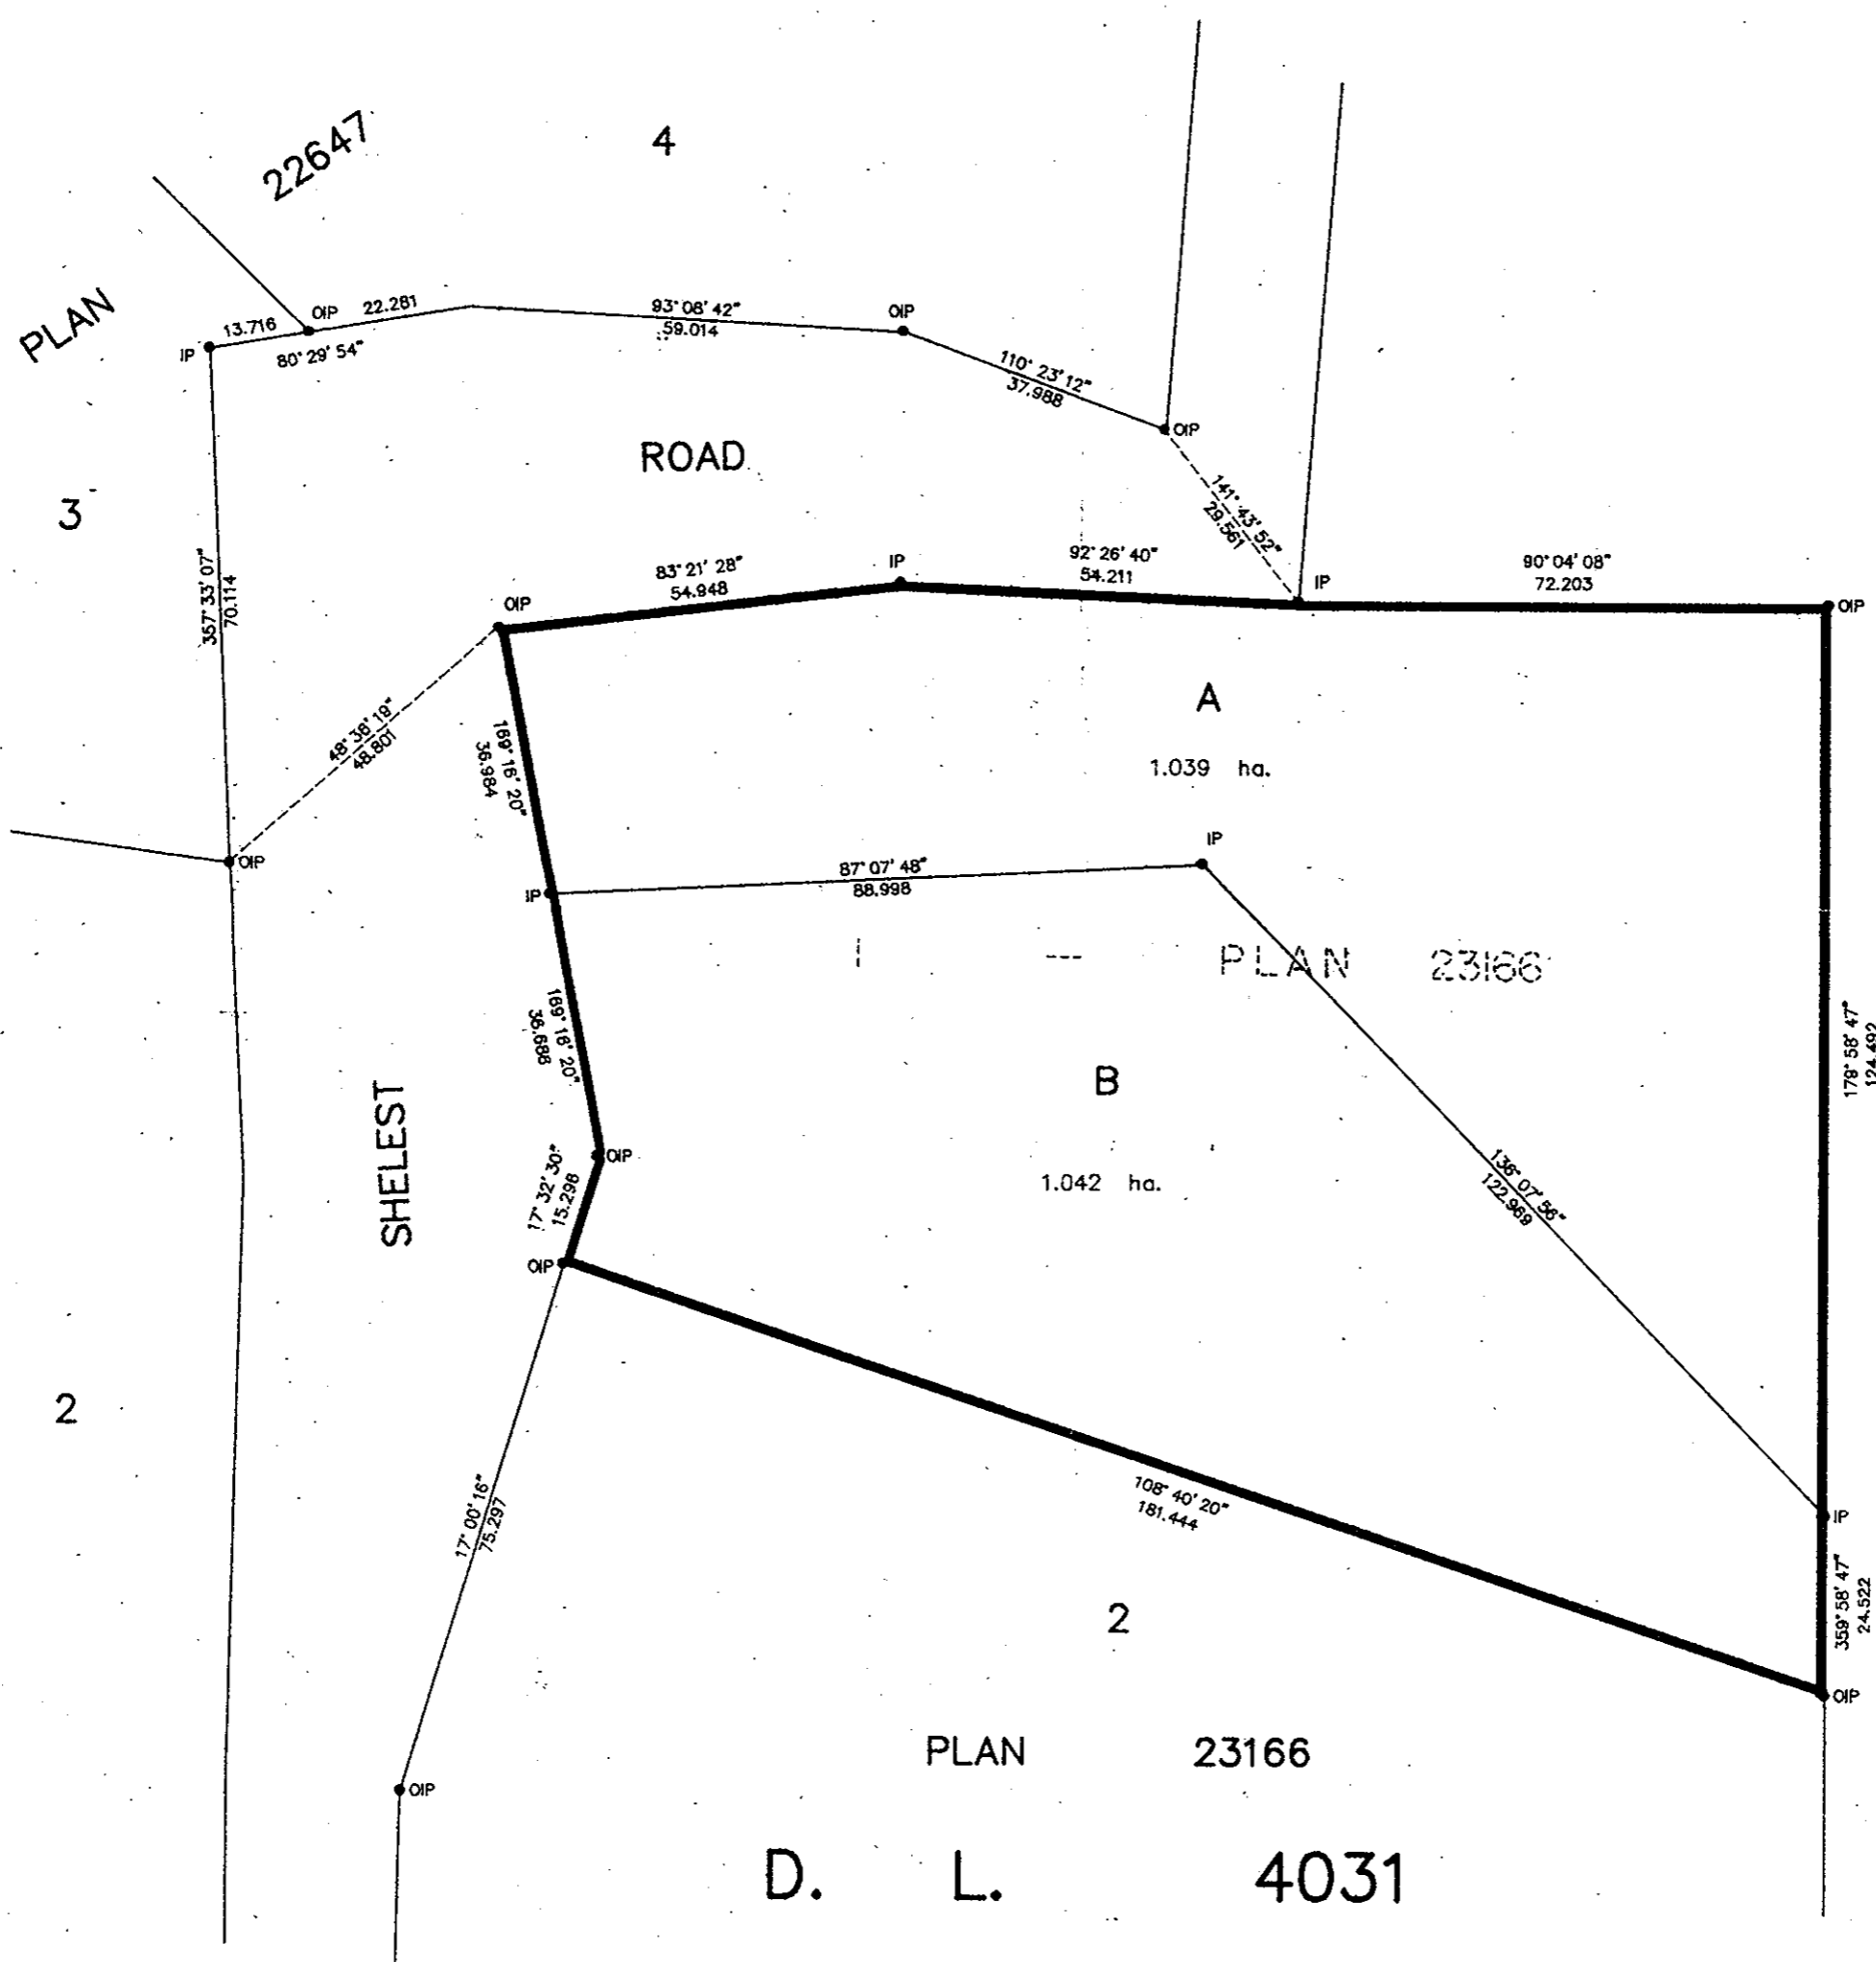 22647
4
PLAN
13.716
OIP
22.281
93° 08' 42"
59.014
OIP
IP
80° 29' 54"
110° 23' 12"
37.988
OIP
ROAD
3
141° 43' 52"
29.561
357° 33' 07"
70.114
83° 21' 28"
54.948
IP
92° 26' 40"
54.211
IP
90° 04' 08"
72.203
OIP
OIP
A
1.039 ha.
169° 16' 20"
36.984
48° 38' 19"
48.801
OIP
IP
IP
87° 07' 48"
88.998
1 --- PLAN 23166
179° 58' 47"
124.492
169° 16' 20"
36.688
B
SHELEST
OIP
17° 32' 30"
15.298
1.042 ha.
136° 07' 56"
122.969
OIP
2
108° 40' 20"
181.444
17° 00' 16"
75.297
IP
359° 58' 47"
24.522
2
OIP
PLAN 23166
OIP
D. L. 4031